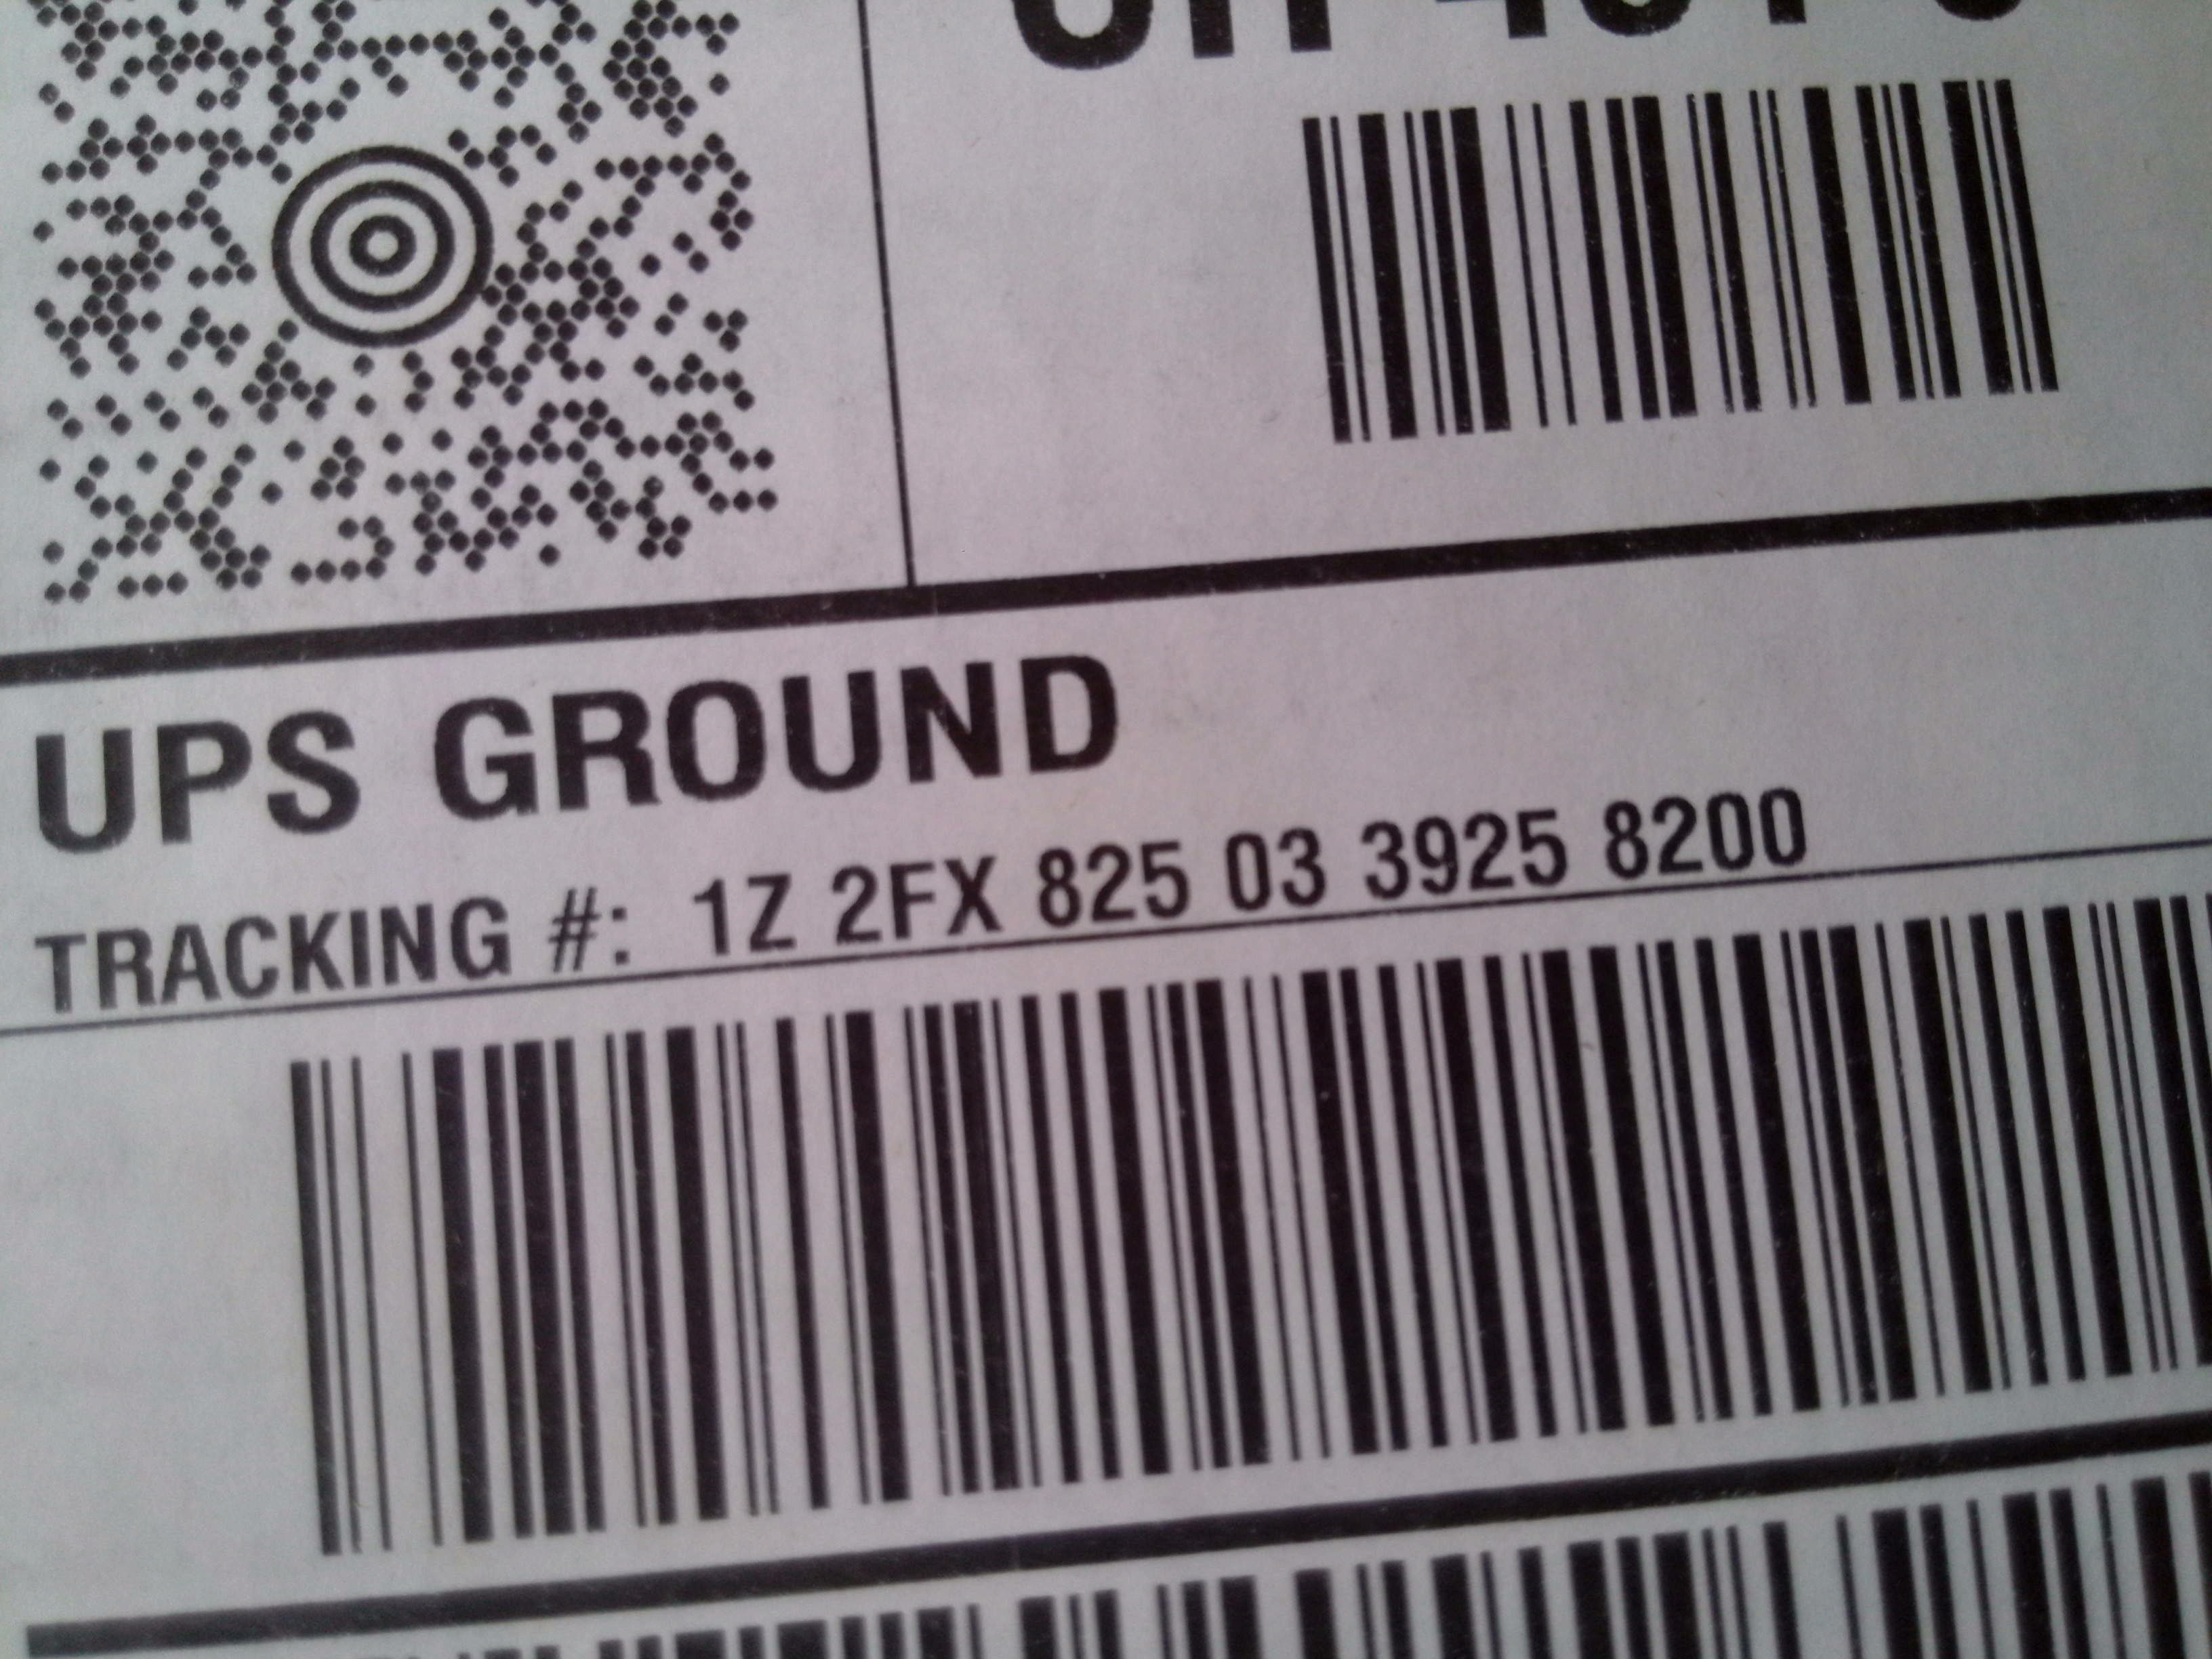 UPS GROUND
TRACKING #: 1Z 2FX 825 03 3925 8200